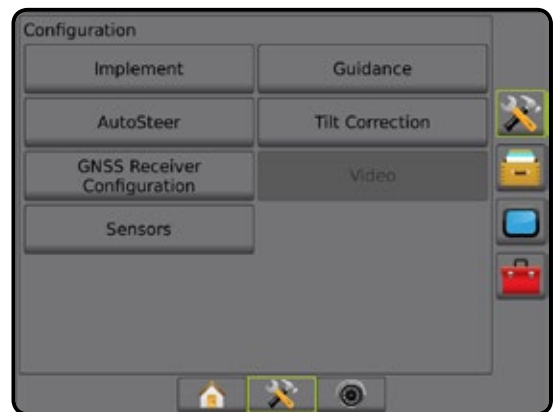 Configuration
Implement
Guidance
AutoSteer
Tilt Correction
GNSS Receiver
Configuration
Video
Sensors